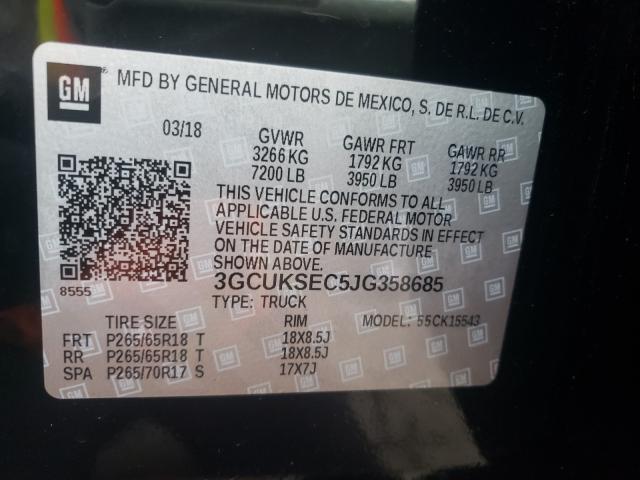 GM ® MFD BY GENERAL MOTORS DE MEXICO, S. DE R.L. DE C.V.
03/18 GVWR GAWR FRT GAWR RR
3266 KG 1792 KG 1792 KG
7200 LB 3950 LB 3950 LB
THIS VEHICLE CONFORMS TO ALL
APPLICABLE U.S. FEDERAL MOTOR
VEHICLE SAFETY STANDARDS IN EFFECT
ON THE DATE OF MANUFACTURE
SHOWN ABOVE.
8555 3GCUKSEC5JG358685
TYPE: TRUCK
TIRE SIZE RIM MODEL: 55CK15543
FRT P265/65R18 T 18X8.5J
RR P265/65R18 T 18X8.5J
SPA P265/70R17 S 17X7J